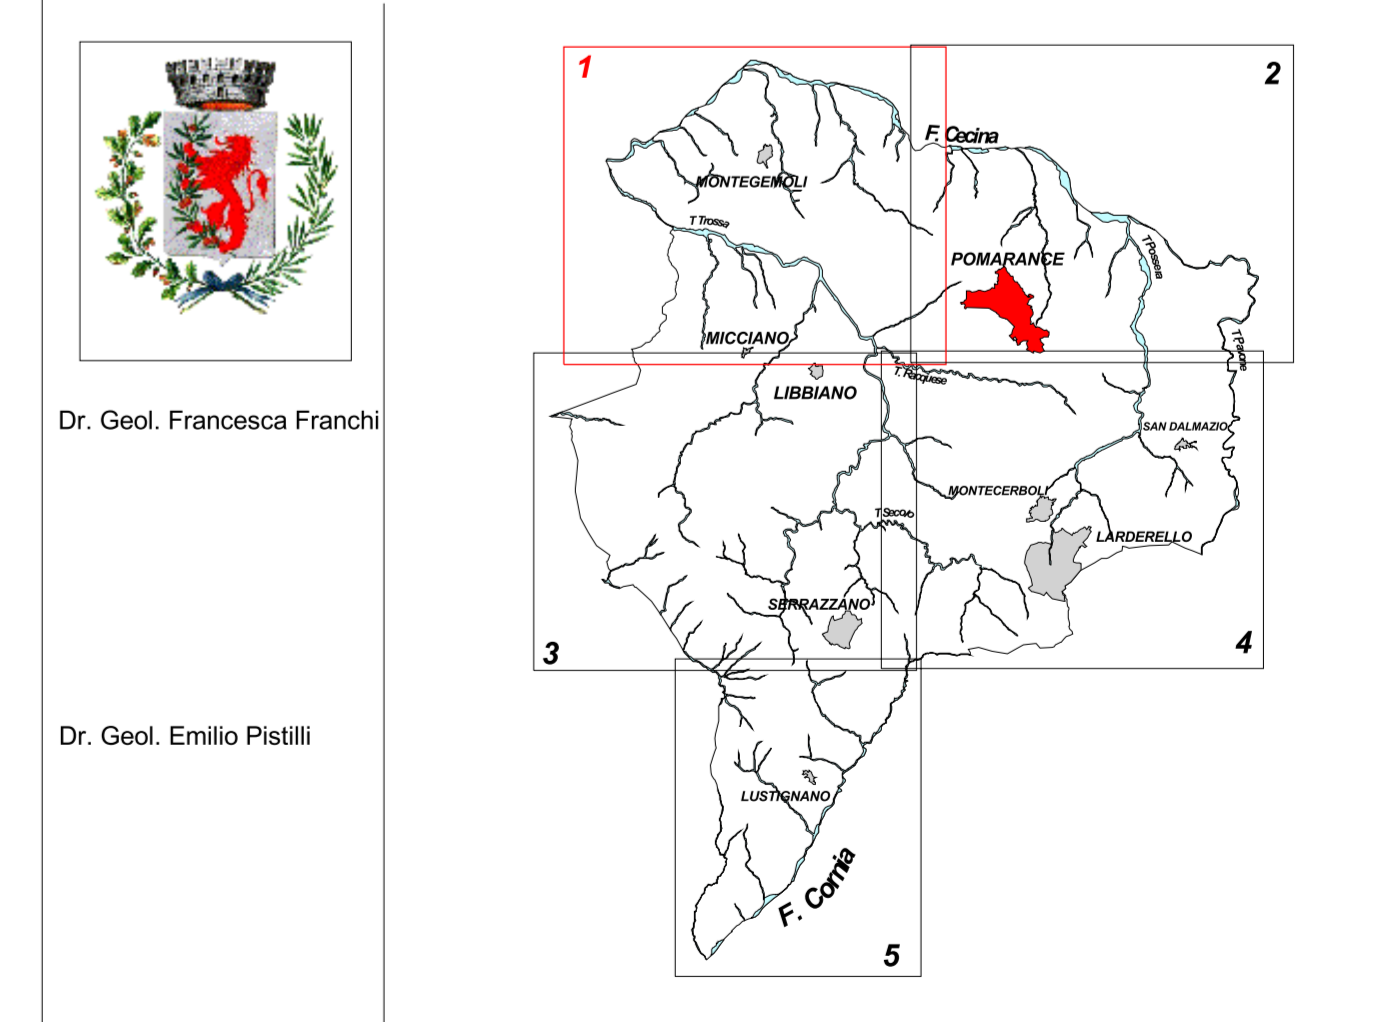 Dr. Geol. Francesca Franchi
Dr. Geol. Emilio Pistilli
1
2
F. Cecina
MONTEGEMOLI
T Trossa
POMARANCE
T Possera
T Pavone
MICCIANO
LIBBIANO
T. Racquese
SAN DALMAZIO
MONTECERBOLI
T Secolo
LARDERELLO
SERRAZZANO
3
4
LUSTIGNANO
F. Cornia
5